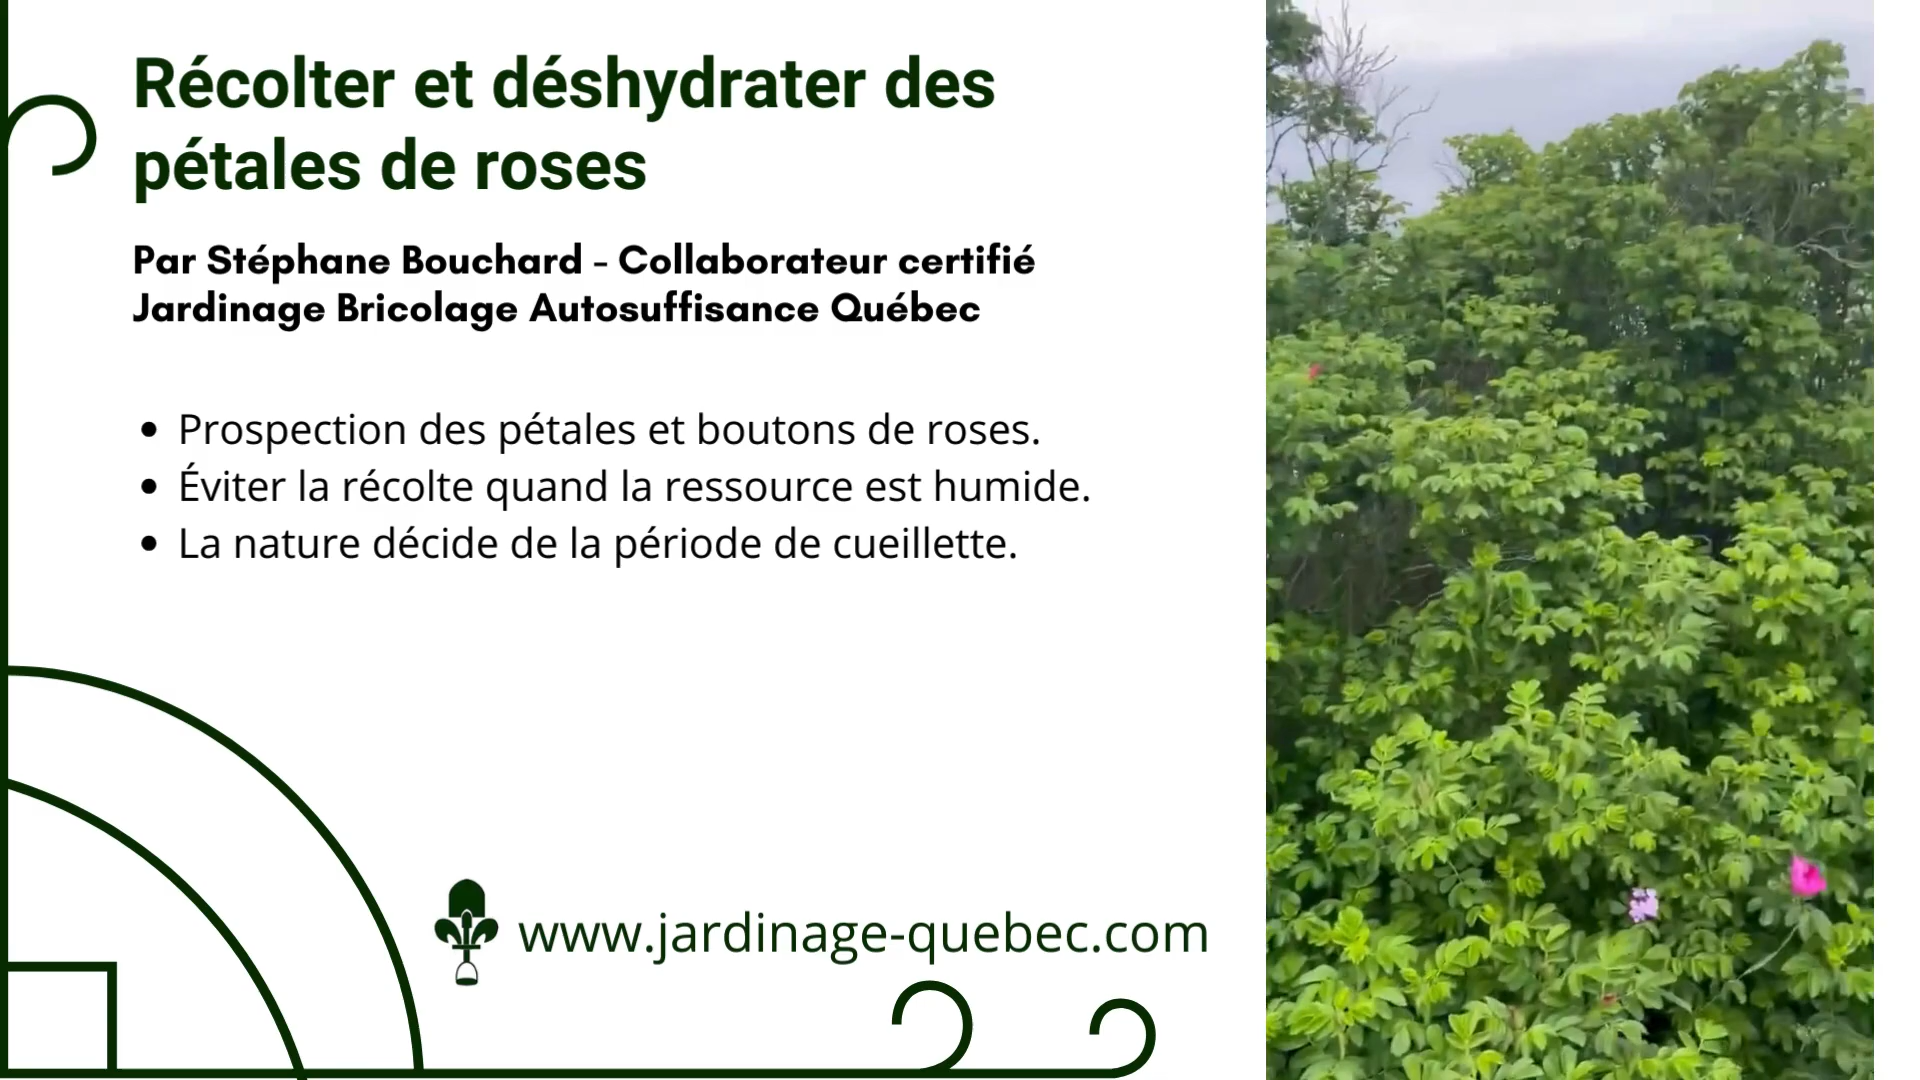 Récolter et déshydrater des
pétales de roses
Par Stéphane Bouchard – Collaborateur certifié
Jardinage Bricolage Autosuffisance Québec
• Prospection des pétales et boutons de roses.
• Éviter la récolte quand la ressource est humide.
• La nature décide de la période de cueillette.
www.jardinage-quebec.com